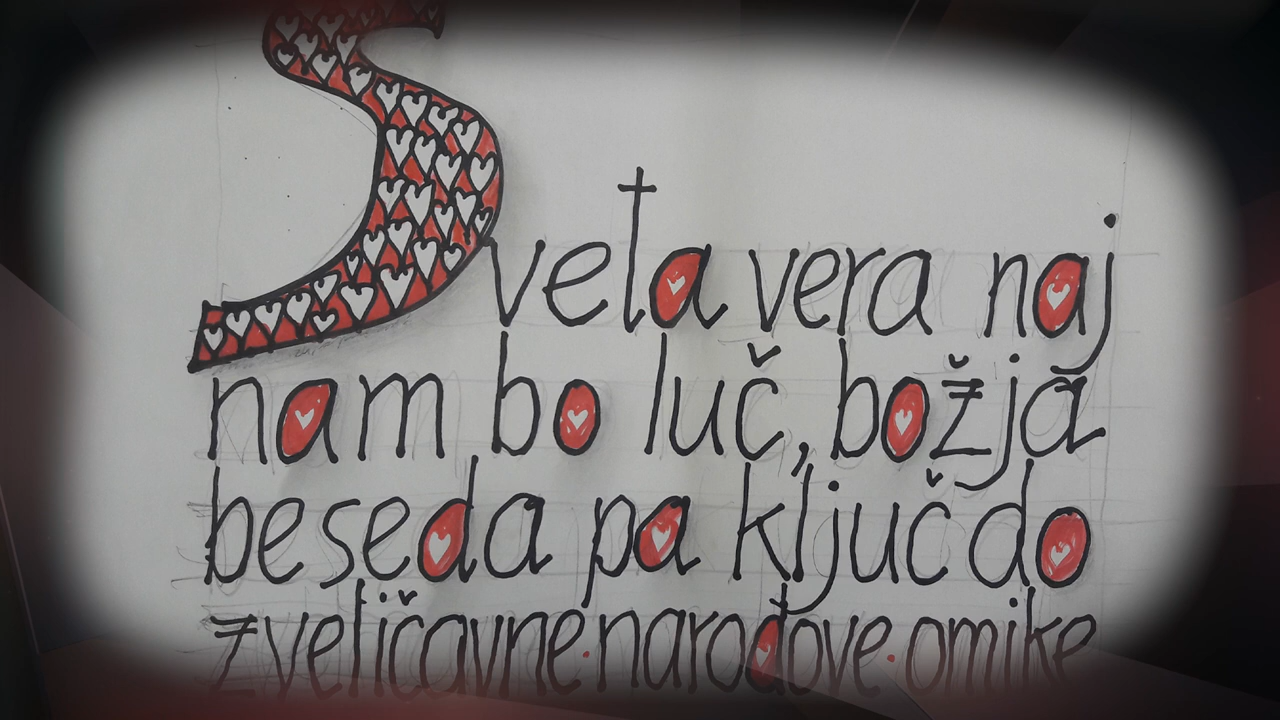 Sveta vera naj
nam bo luč, božja
beseda pa ključ do
zveličavne narodove omike